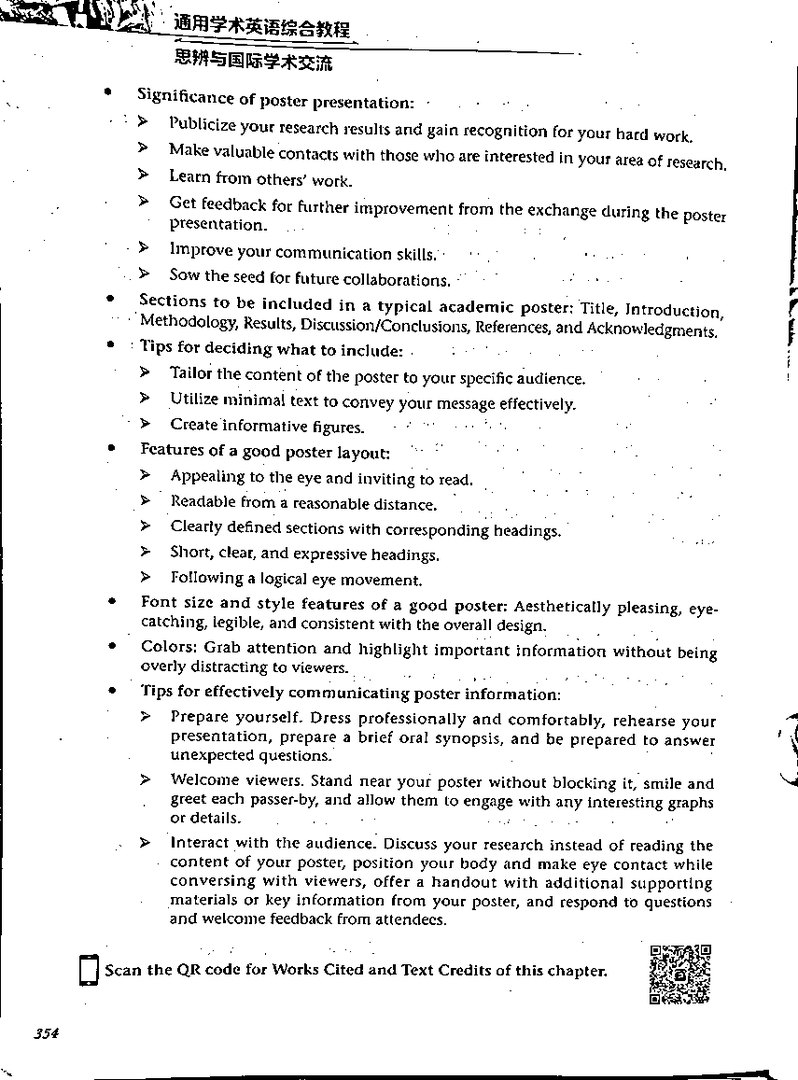 通用学术英语综合教程
思辨与国际学术交流
• Significance of poster presentation:
➢ Publicize your research results and gain recognition for your hard work.
➢ Make valuable contacts with those who are interested in your area of research.
➢ Learn from others' work.
➢ Get feedback for further improvement from the exchange during the poster
presentation.
➢ Improve your communication skills.
➢ Sow the seed for future collaborations.
• Sections to be included in a typical academic poster: Title, Introduction,
Methodology, Results, Discussion/Conclusions, References, and Acknowledgments.
• Tips for deciding what to include:
➢ Tailor the content of the poster to your specific audience.
➢ Utilize minimal text to convey your message effectively.
➢ Create informative figures.
• Features of a good poster layout:
➢ Appealing to the eye and inviting to read.
➢ Readable from a reasonable distance.
➢ Clearly defined sections with corresponding headings.
➢ Short, clear, and expressive headings.
➢ Following a logical eye movement.
• Font size and style features of a good poster: Aesthetically pleasing, eye-
catching, legible, and consistent with the overall design.
• Colors: Grab attention and highlight important information without being
overly distracting to viewers.
• Tips for effectively communicating poster information:
➢ Prepare yourself. Dress professionally and comfortably, rehearse your
presentation, prepare a brief oral synopsis, and be prepared to answer
unexpected questions.
➢ Welcome viewers. Stand near your poster without blocking it, smile and
greet each passer-by, and allow them to engage with any interesting graphs
or details.
➢ Interact with the audience. Discuss your research instead of reading the
content of your poster, position your body and make eye contact while
conversing with viewers, offer a handout with additional supporting
materials or key information from your poster, and respond to questions
and welcome feedback from attendees.
Scan the QR code for Works Cited and Text Credits of this chapter.
354